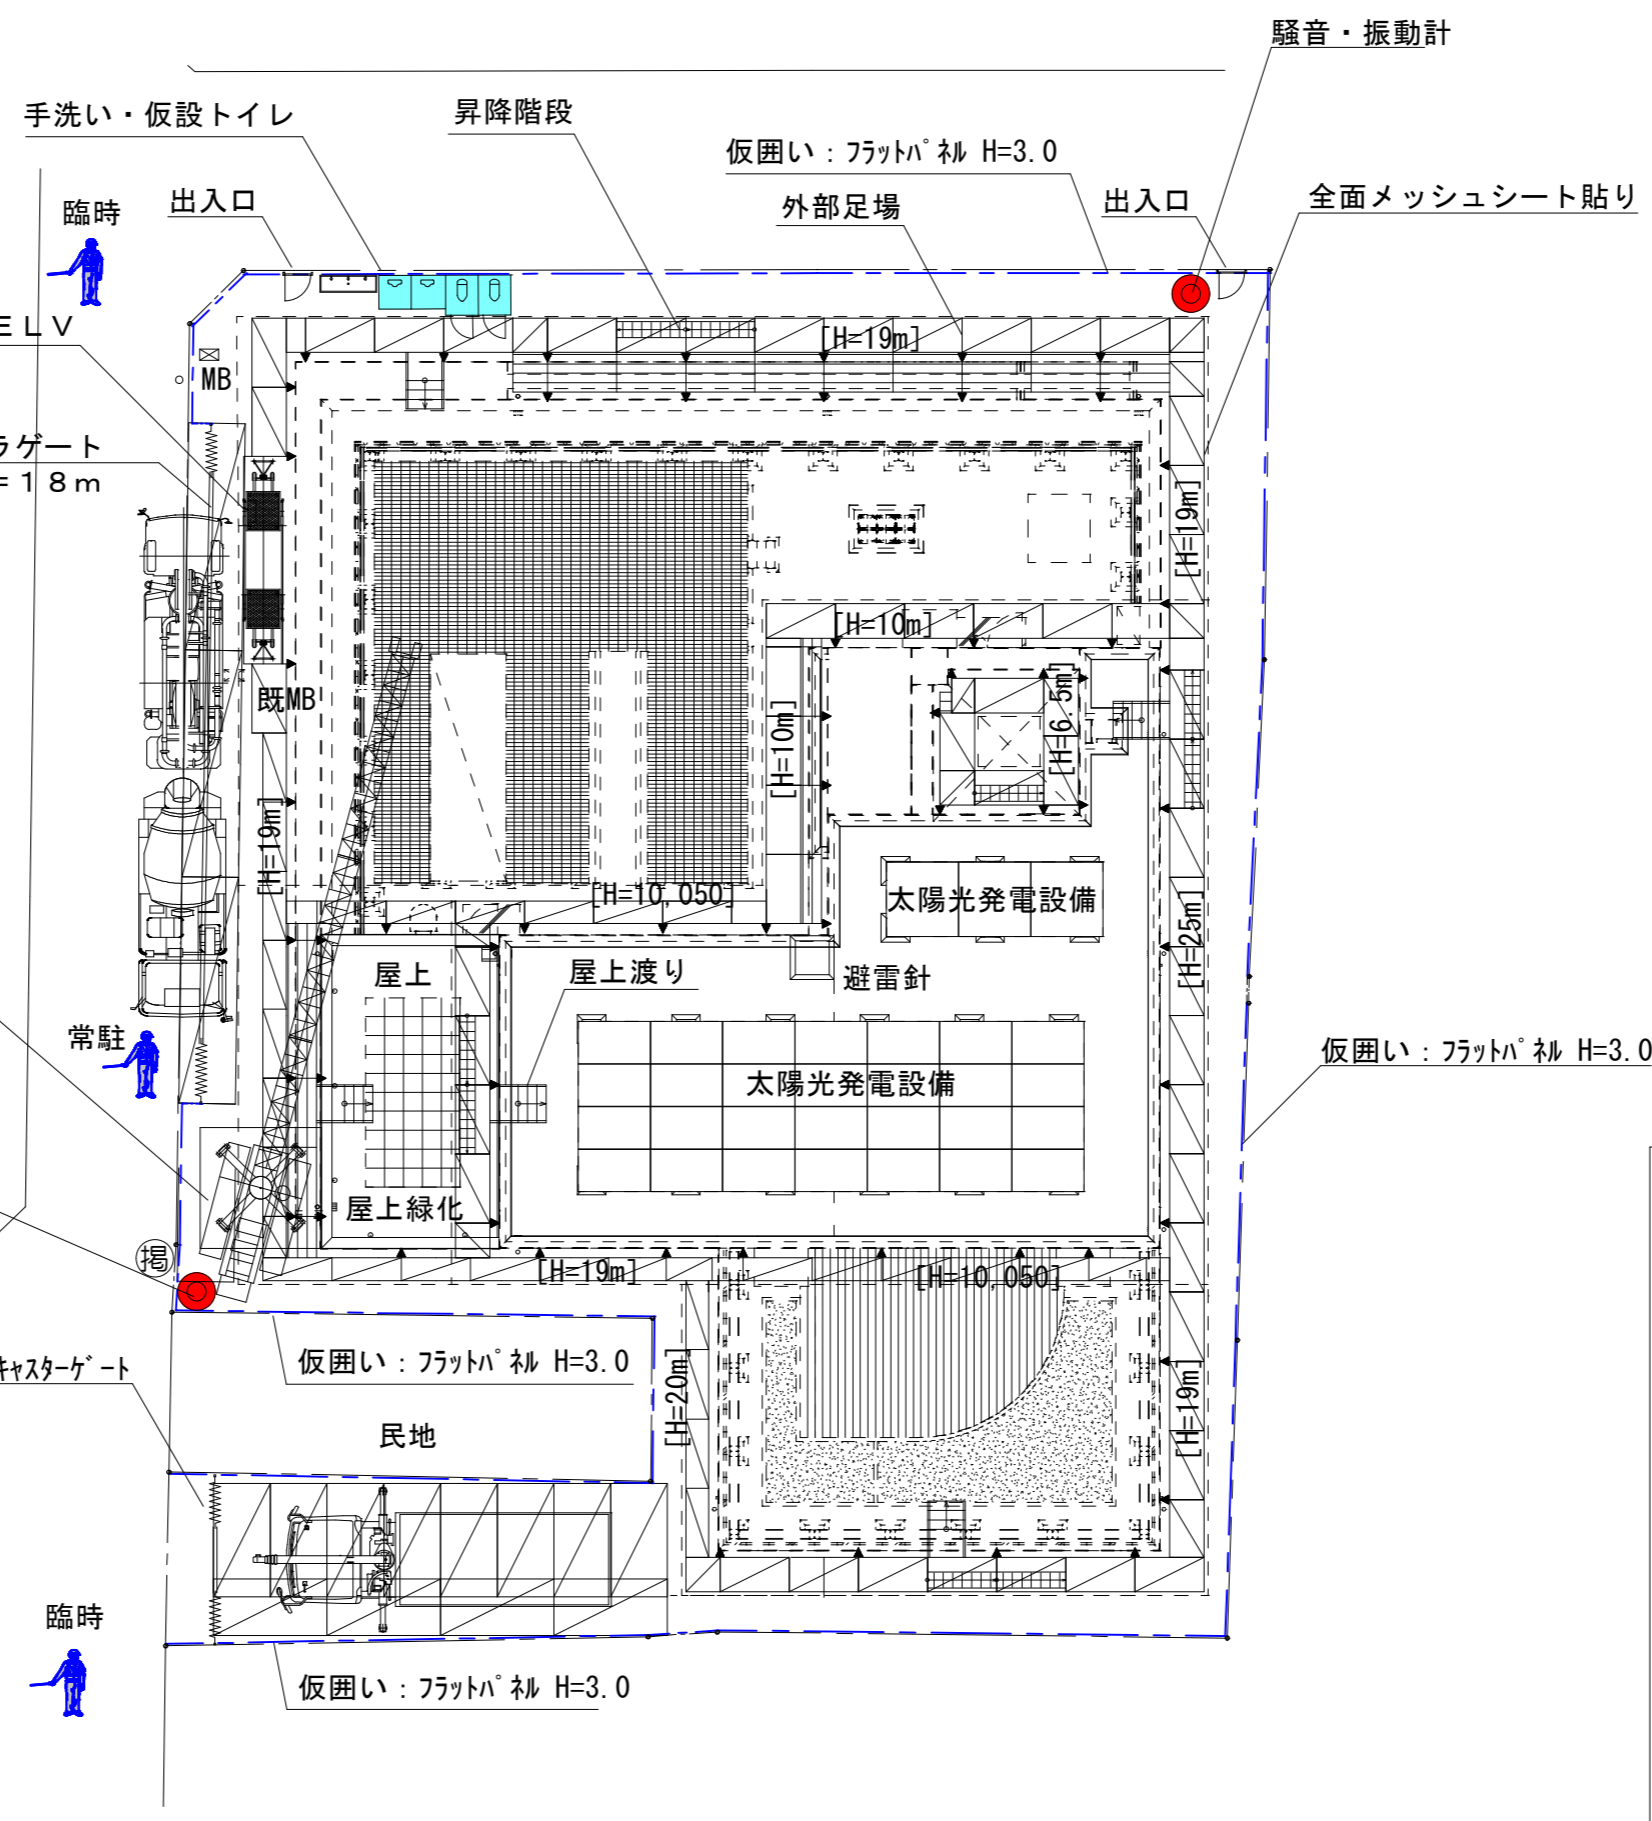 騒音・振動計
手洗い・仮設トイレ
昇降階段
仮囲い：ﾌﾗｯﾄﾊﾟﾈﾙ H=3.0
全面メッシュシート貼り
臨時
出入口
外部足場
出入口
ＥＬＶ
[H=19m]
MB
ラゲート
=１８ｍ
[H=19m]
[H=10m]
[H=6.5m]
既MB
[H=10m]
[H=19m]
[H=10,050]
太陽光発電設備
[H=25m]
屋上
屋上渡り
避雷針
常駐
仮囲い：ﾌﾗｯﾄﾊﾟﾈﾙ H=3.0
太陽光発電設備
屋上緑化
掲
[H=19m]
[H=10,050]
仮囲い：ﾌﾗｯﾄﾊﾟﾈﾙ H=3.0
ｷｬｽﾀｰｹﾞｰﾄ
[H=20m]
[H=19m]
民地
臨時
仮囲い：ﾌﾗｯﾄﾊﾟﾈﾙ H=3.0